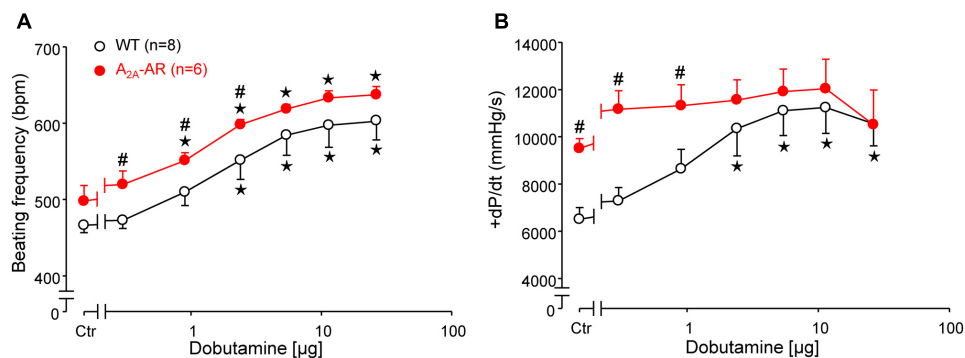 A
B
WT (n=8)
A2A-AR (n=6)
Beating frequency (bpm)
700
600
500
400
0
Ctr
1
10
100
Dobutamine [µg]
# # # ★ ★ ★ ★ ★
★ ★ ★ ★
+dP/dt (mmHg/s)
14000
12000
10000
8000
6000
4000
0
Ctr
1
10
100
Dobutamine [µg]
# # #
★ ★ ★ ★